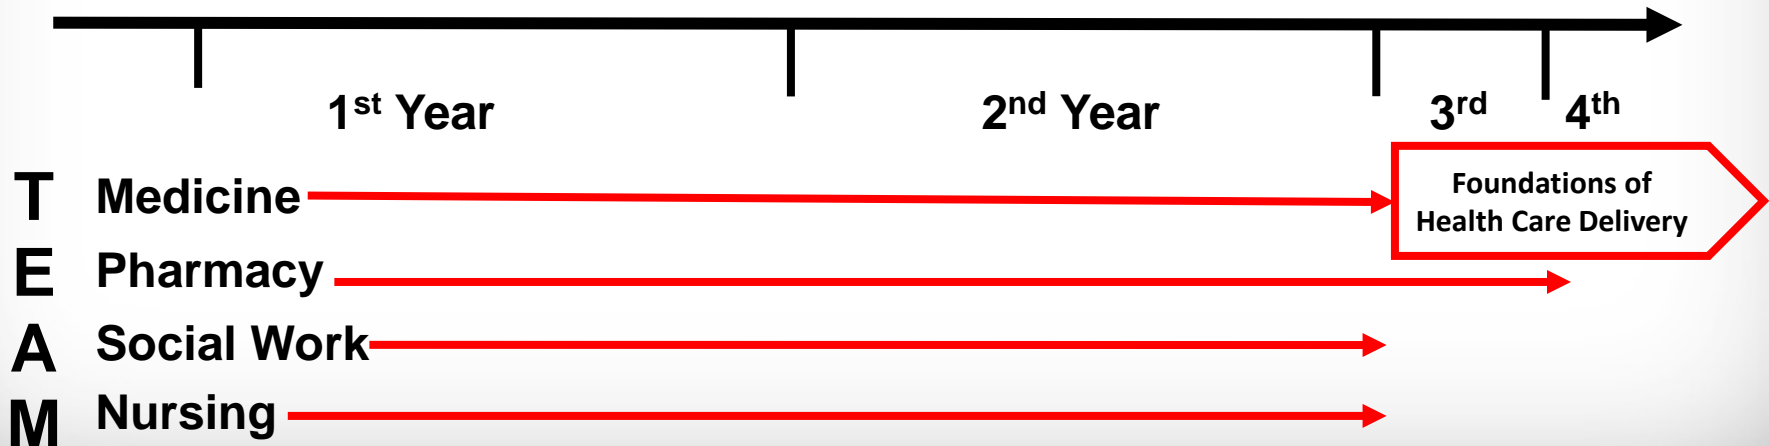 1st Year 2nd Year 3rd 4th
T Medicine
Foundations of
Health Care Delivery
E Pharmacy
A Social Work
M Nursing